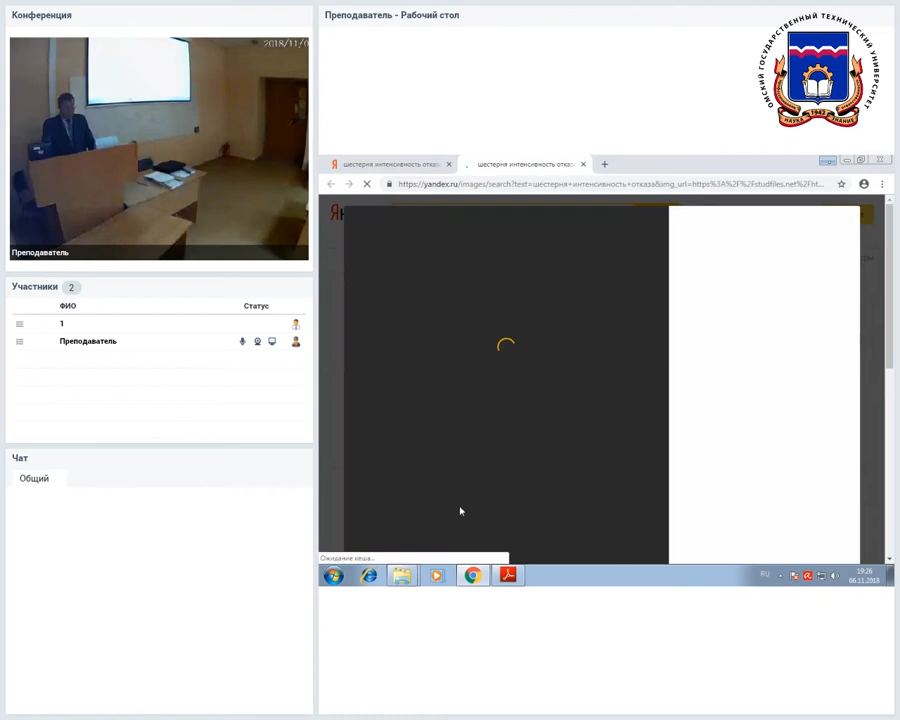 Конференция
Преподаватель - Рабочий стол
ОМСКИЙ ГОСУДАРСТВЕННЫЙ ТЕХНИЧЕСКИЙ УНИВЕРСИТЕТ
НАУКА 1942 ЗНАНИЕ
2018/11/0
Преподаватель
шестерня интенсивность отказ
шестерня интенсивность отказ
https://yandex.ru/images/search?text=шестерня+интенсивность+отказа&img_url=https%3A%2F%2Fstudfiles.net%2Fht...
Участники 2
ФИО Статус
1
Преподаватель
Чат
Общий
Ожидание кеша...
RU
19:26
06.11.2018